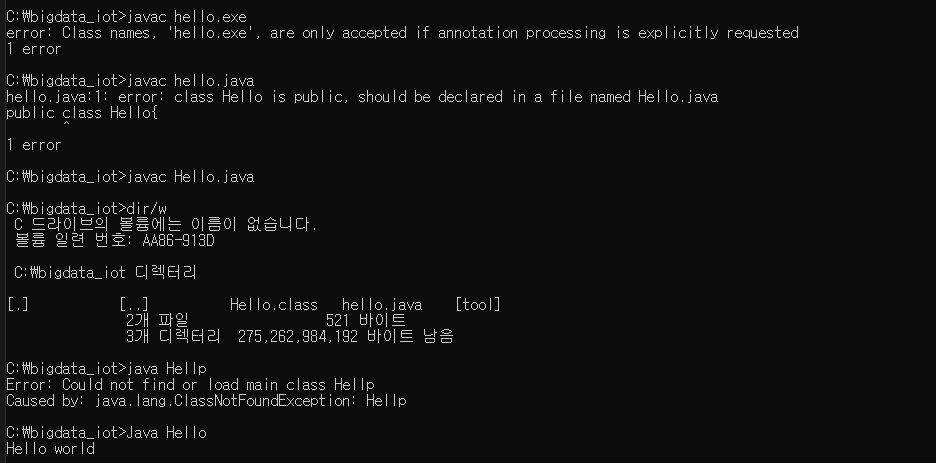 C:₩bigdata_iot>javac hello.exe
error: Class names, 'hello.exe', are only accepted if annotation processing is explicitly requested
1 error
C:₩bigdata_iot>javac hello.java
hello.java:1: error: class Hello is public, should be declared in a file named Hello.java
public class Hello{
^
1 error
C:₩bigdata_iot>javac Hello.java
C:₩bigdata_iot>dir/w
C 드라이브의 볼륨에는 이름이 없습니다.
볼륨 일련 번호: AA86-913D
C:₩bigdata_iot 디렉터리
[.] [..] Hello.class hello.java [tool]
2개 파일 521 바이트
3개 디렉터리 275,262,984,192 바이트 남음
C:₩bigdata_iot>java Hellp
Error: Could not find or load main class Hellp
Caused by: java.lang.ClassNotFoundException: Hellp
C:₩bigdata_iot>Java Hello
Hello world